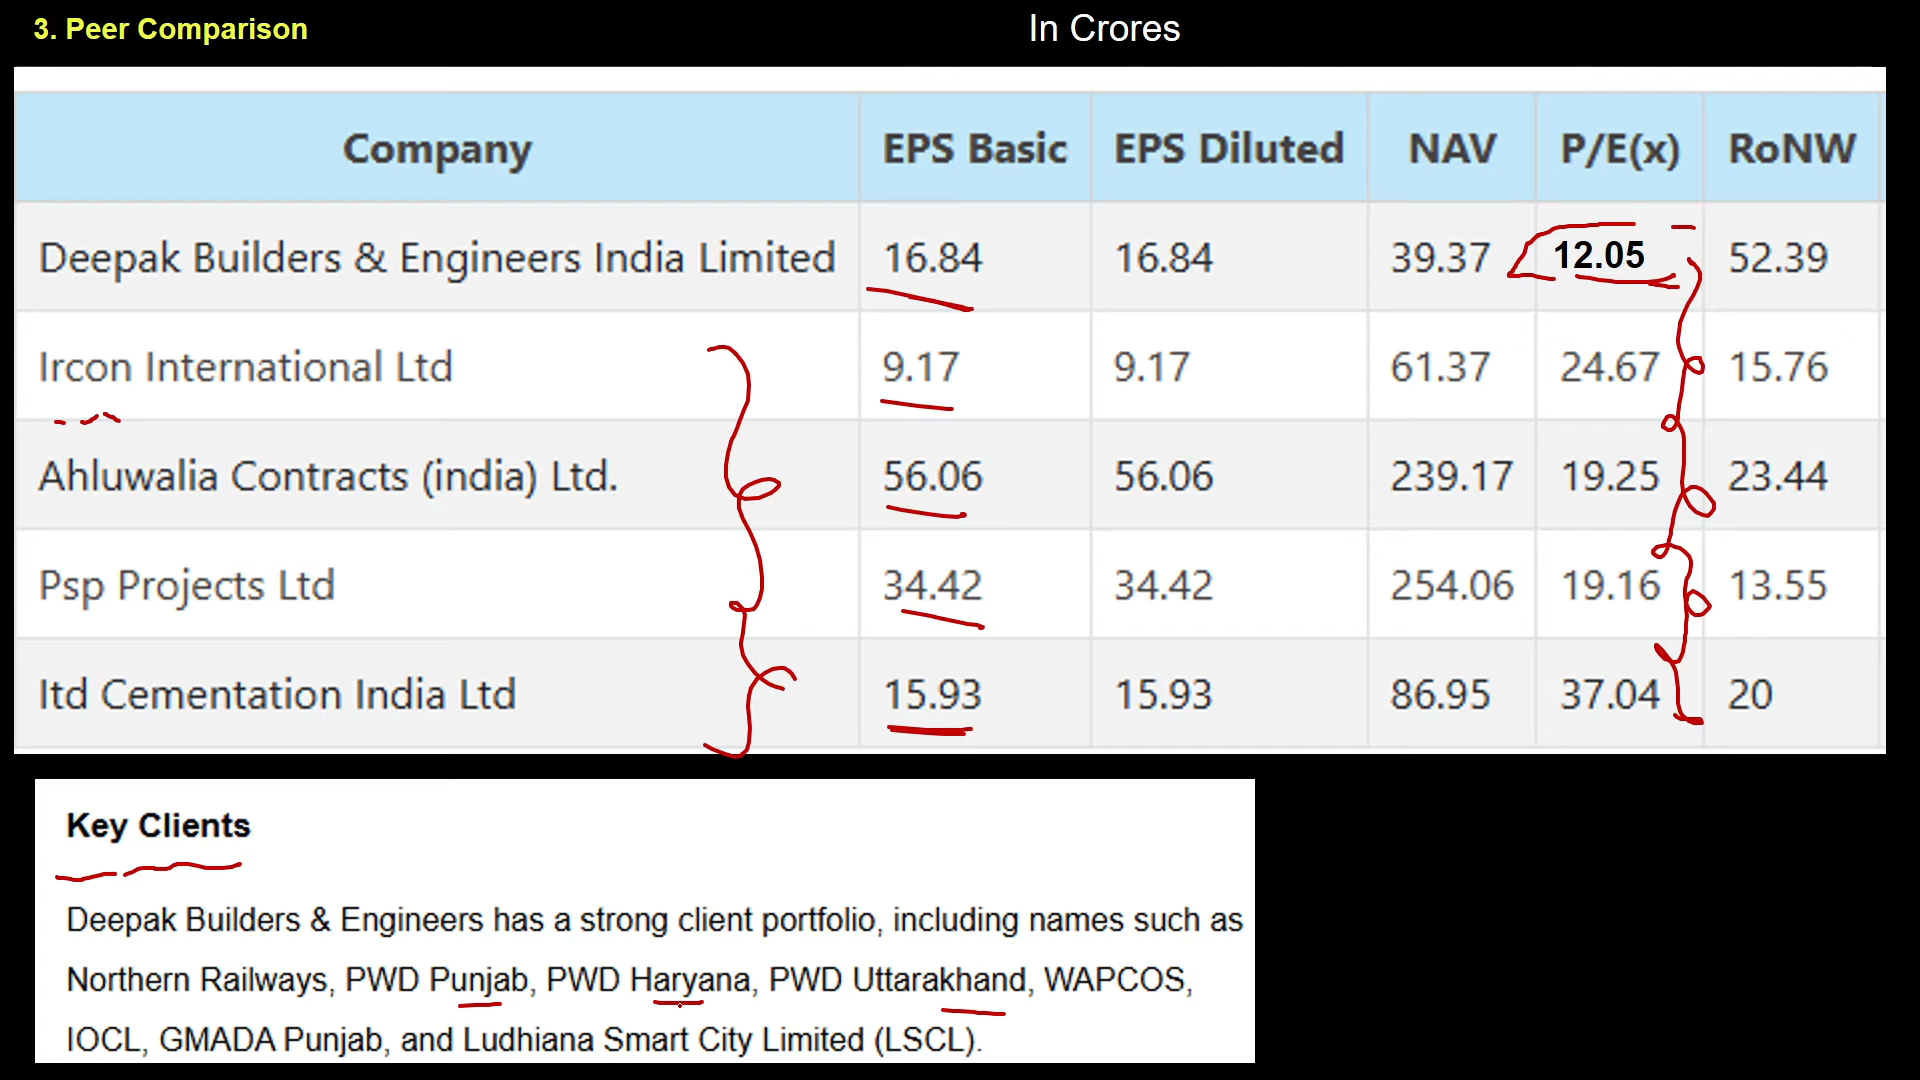 3. Peer Comparison In Crores
Company EPS Basic EPS Diluted NAV P/E(x) RoNW
Deepak Builders & Engineers India Limited 16.84 16.84 39.37 12.05 52.39
Ircon International Ltd 9.17 9.17 61.37 24.67 15.76
Ahluwalia Contracts (india) Ltd. 56.06 56.06 239.17 19.25 23.44
Psp Projects Ltd 34.42 34.42 254.06 19.16 13.55
Itd Cementation India Ltd 15.93 15.93 86.95 37.04 20
Key Clients
Deepak Builders & Engineers has a strong client portfolio, including names such as
Northern Railways, PWD Punjab, PWD Haryana, PWD Uttarakhand, WAPCOS,
IOCL, GMADA Punjab, and Ludhiana Smart City Limited (LSCL).